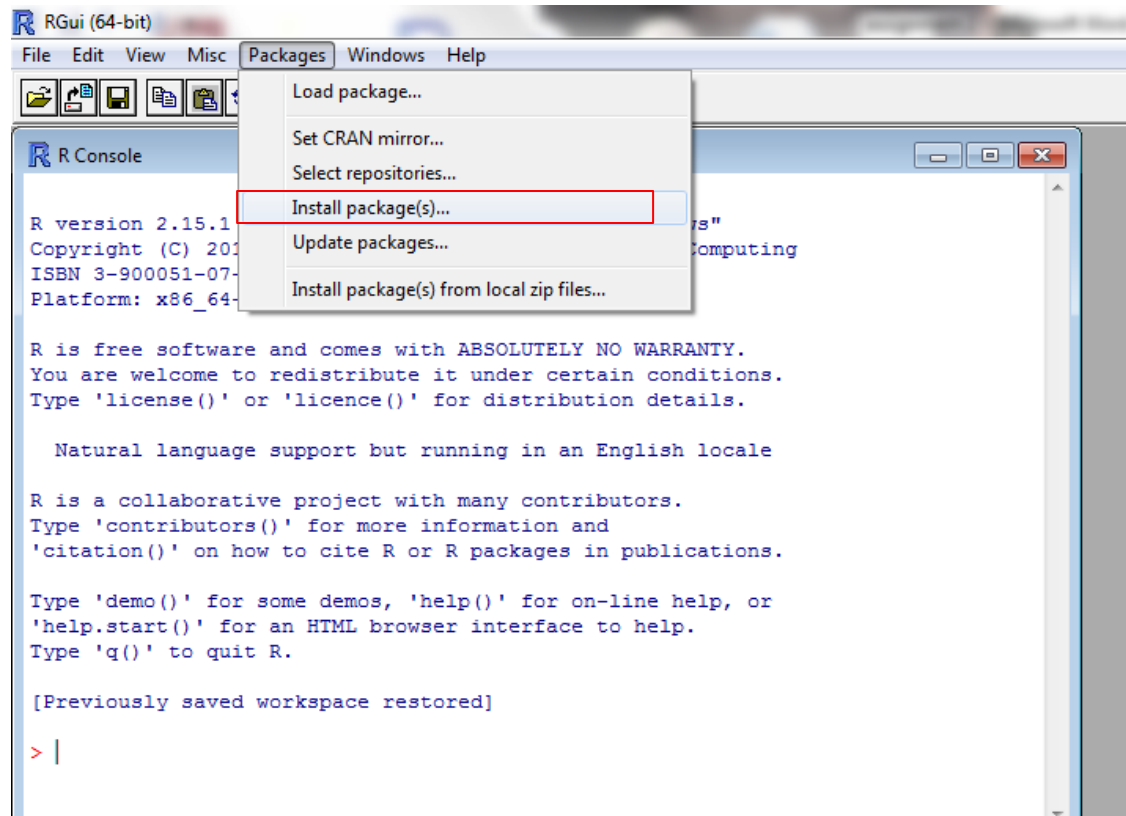 RGui (64-bit)
File Edit View Misc Packages Windows Help
Load package...
Set CRAN mirror...
Select repositories...
Install package(s)...
Update packages...
Install package(s) from local zip files...
R Console
R version 2.15.1
Copyright (C) 201 Computing
ISBN 3-900051-07-
Platform: x86_64-
R is free software and comes with ABSOLUTELY NO WARRANTY.
You are welcome to redistribute it under certain conditions.
Type 'license()' or 'licence()' for distribution details.
Natural language support but running in an English locale
R is a collaborative project with many contributors.
Type 'contributors()' for more information and
'citation()' on how to cite R or R packages in publications.
Type 'demo()' for some demos, 'help()' for on-line help, or
'help.start()' for an HTML browser interface to help.
Type 'q()' to quit R.
[Previously saved workspace restored]
>